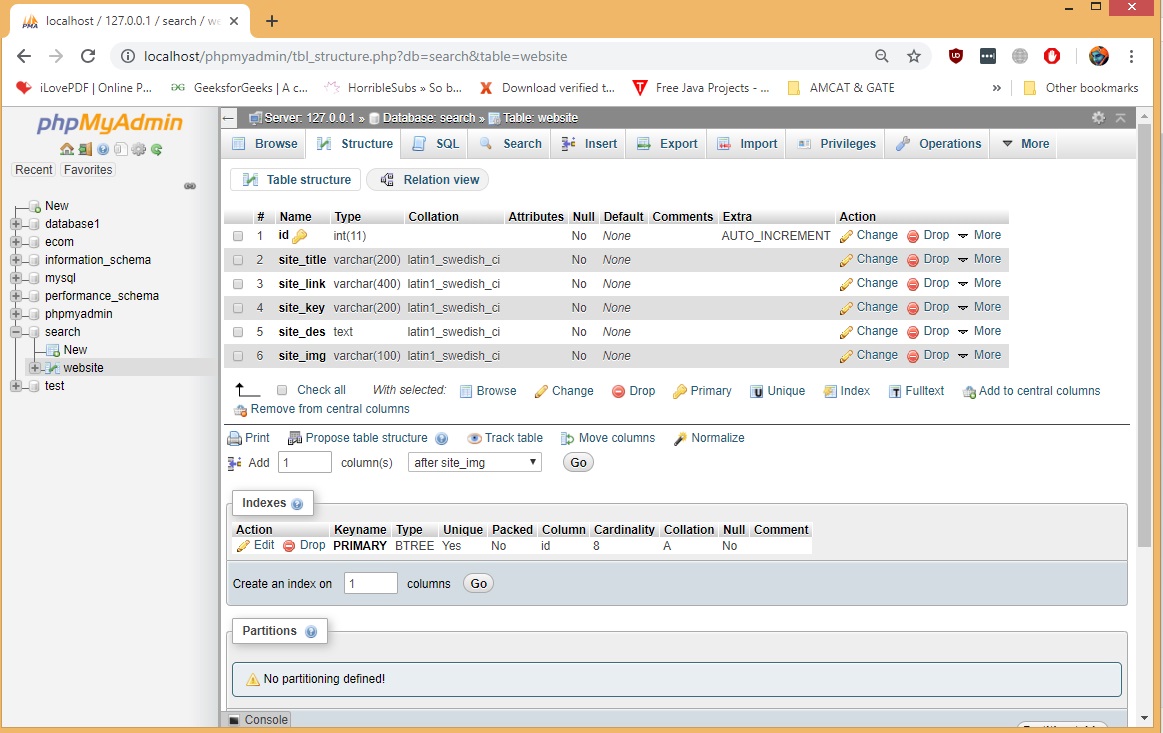 localhost / 127.0.0.1 / search / we
localhost/phpmyadmin/tbl_structure.php?db=search&table=website
iLovePDF | Online P... GeeksforGeeks | A c... HorribleSubs » So b... Download verified t... Free Java Projects - ... AMCAT & GATE » Other bookmarks
phpMyAdmin
Recent Favorites
New
database1
ecom
information_schema
mysql
performance_schema
phpmyadmin
search
New
website
test
Server: 127.0.0.1 » Database: search » Table: website
Browse Structure SQL Search Insert Export Import Privileges Operations More
Table structure Relation view
# Name Type Collation Attributes Null Default Comments Extra Action
1 id int(11) No None AUTO_INCREMENT Change Drop More
2 site_title varchar(200) latin1_swedish_ci No None Change Drop More
3 site_link varchar(400) latin1_swedish_ci No None Change Drop More
4 site_key varchar(200) latin1_swedish_ci No None Change Drop More
5 site_des text latin1_swedish_ci No None Change Drop More
6 site_img varchar(100) latin1_swedish_ci No None Change Drop More
Check all With selected: Browse Change Drop Primary Unique Index Fulltext Add to central columns
Remove from central columns
Print Propose table structure Track table Move columns Normalize
Add 1 column(s) after site_img Go
Indexes
Action Keyname Type Unique Packed Column Cardinality Collation Null Comment
Edit Drop PRIMARY BTREE Yes No id 8 A No
Create an index on 1 columns Go
Partitions
No partitioning defined!
Console